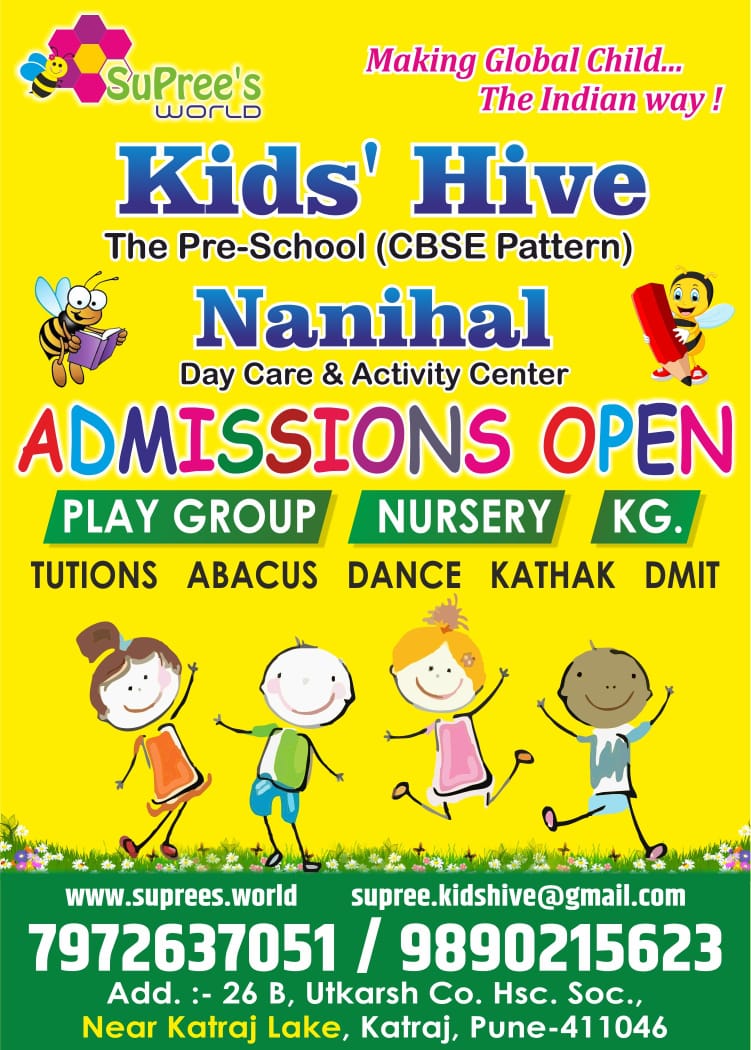 SuPree's
WORLD
Making Global Child...
The Indian way !
Kids' Hive
The Pre-School (CBSE Pattern)
Nanihal
Day Care & Activity Center
ADMISSIONS OPEN
PLAY GROUP NURSERY KG.
TUTIONS ABACUS DANCE KATHAK DMIT
www.suprees.world supree.kidshive@gmail.com
7972637051 / 9890215623
Add. :- 26 B, Utkarsh Co. Hsc. Soc.,
Near Katraj Lake, Katraj, Pune-411046